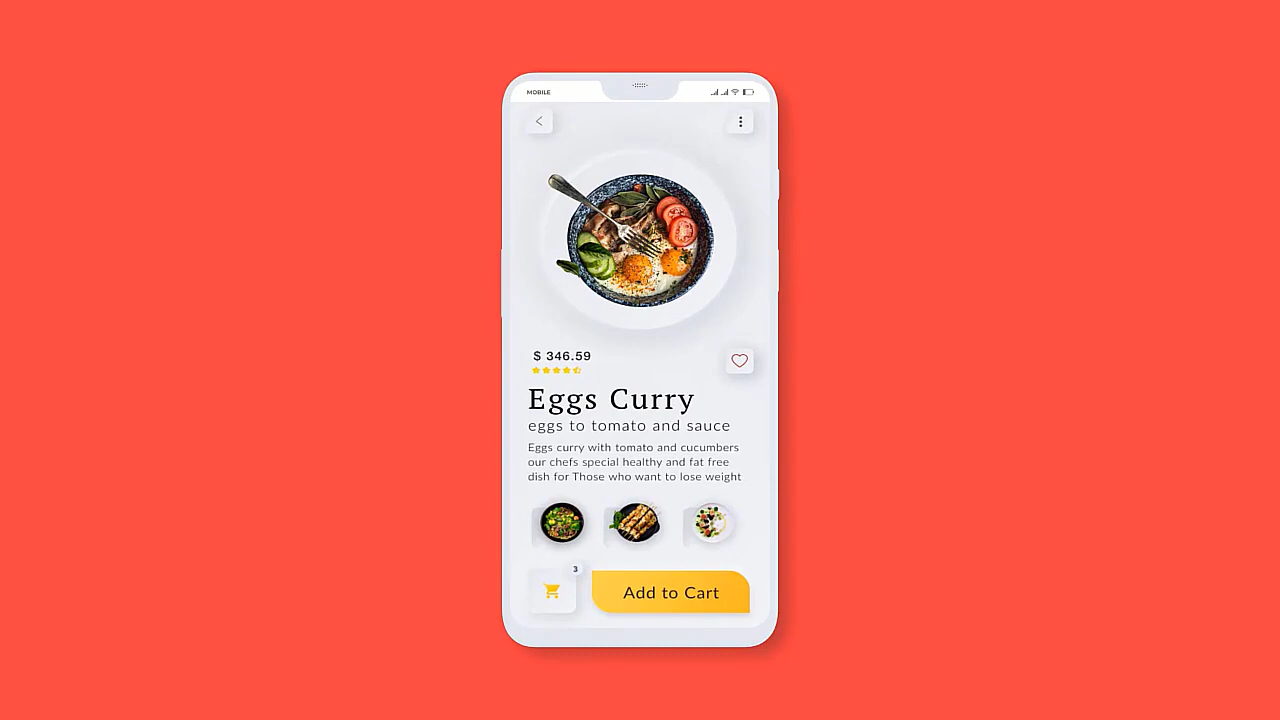 MOBILE
$ 346.59
Eggs Curry
eggs to tomato and sauce
Eggs curry with tomato and cucumbers
our chefs special healthy and fat free
dish for Those who want to lose weight
3
Add to Cart